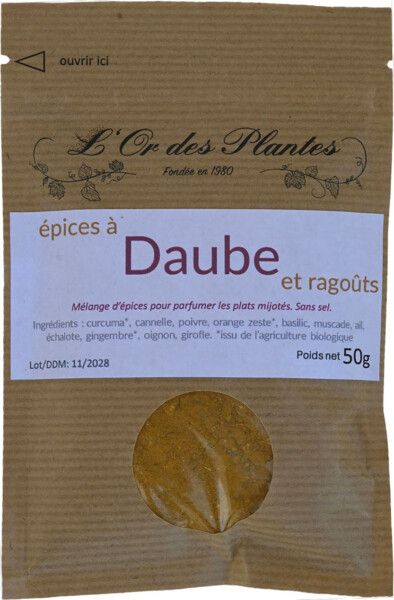 ouvrir ici
L'Or des Plantes
Fondée en 1980
épices à
Daube
et ragoûts
Mélange d'épices pour parfumer les plats mijotés. Sans sel.
Ingrédients : curcuma*, cannelle, poivre, orange zeste*, basilic, muscade, ail,
échalote, gingembre*, oignon, girofle. *issu de l'agriculture biologique
Poids net 50g
Lot/DDM: 11/2028